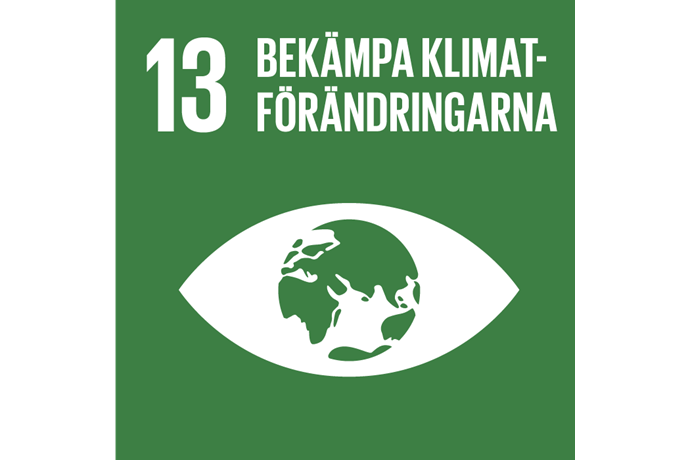 13
BEKÄMPA KLIMAT-
FÖRÄNDRINGARNA